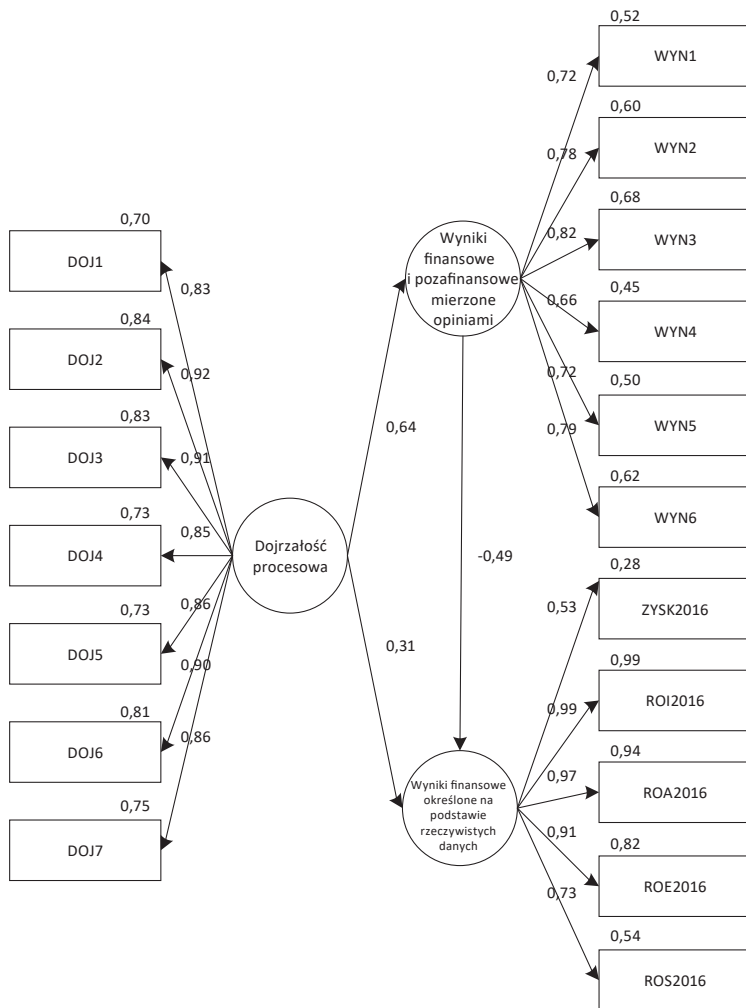 0,70
DOJ1
0,83
0,84
DOJ2
0,92
0,83
DOJ3
0,91
0,73
DOJ4
0,85
0,73
DOJ5
0,86
0,81
DOJ6
0,90
0,75
DOJ7
0,86
Dojrzałość
procesowa
0,64
0,31
Wyniki
finansowe
i pozafinansowe
mierzone
opiniami
-0,49
Wyniki finansowe
określone na
podstawie
rzeczywistych
danych
0,52
WYN1
0,72
0,60
WYN2
0,78
0,68
WYN3
0,82
0,45
WYN4
0,66
0,50
WYN5
0,72
0,62
WYN6
0,79
0,28
ZYSK2016
0,53
0,99
ROI2016
0,99
0,94
ROA2016
0,97
0,82
ROE2016
0,91
0,54
ROS2016
0,73